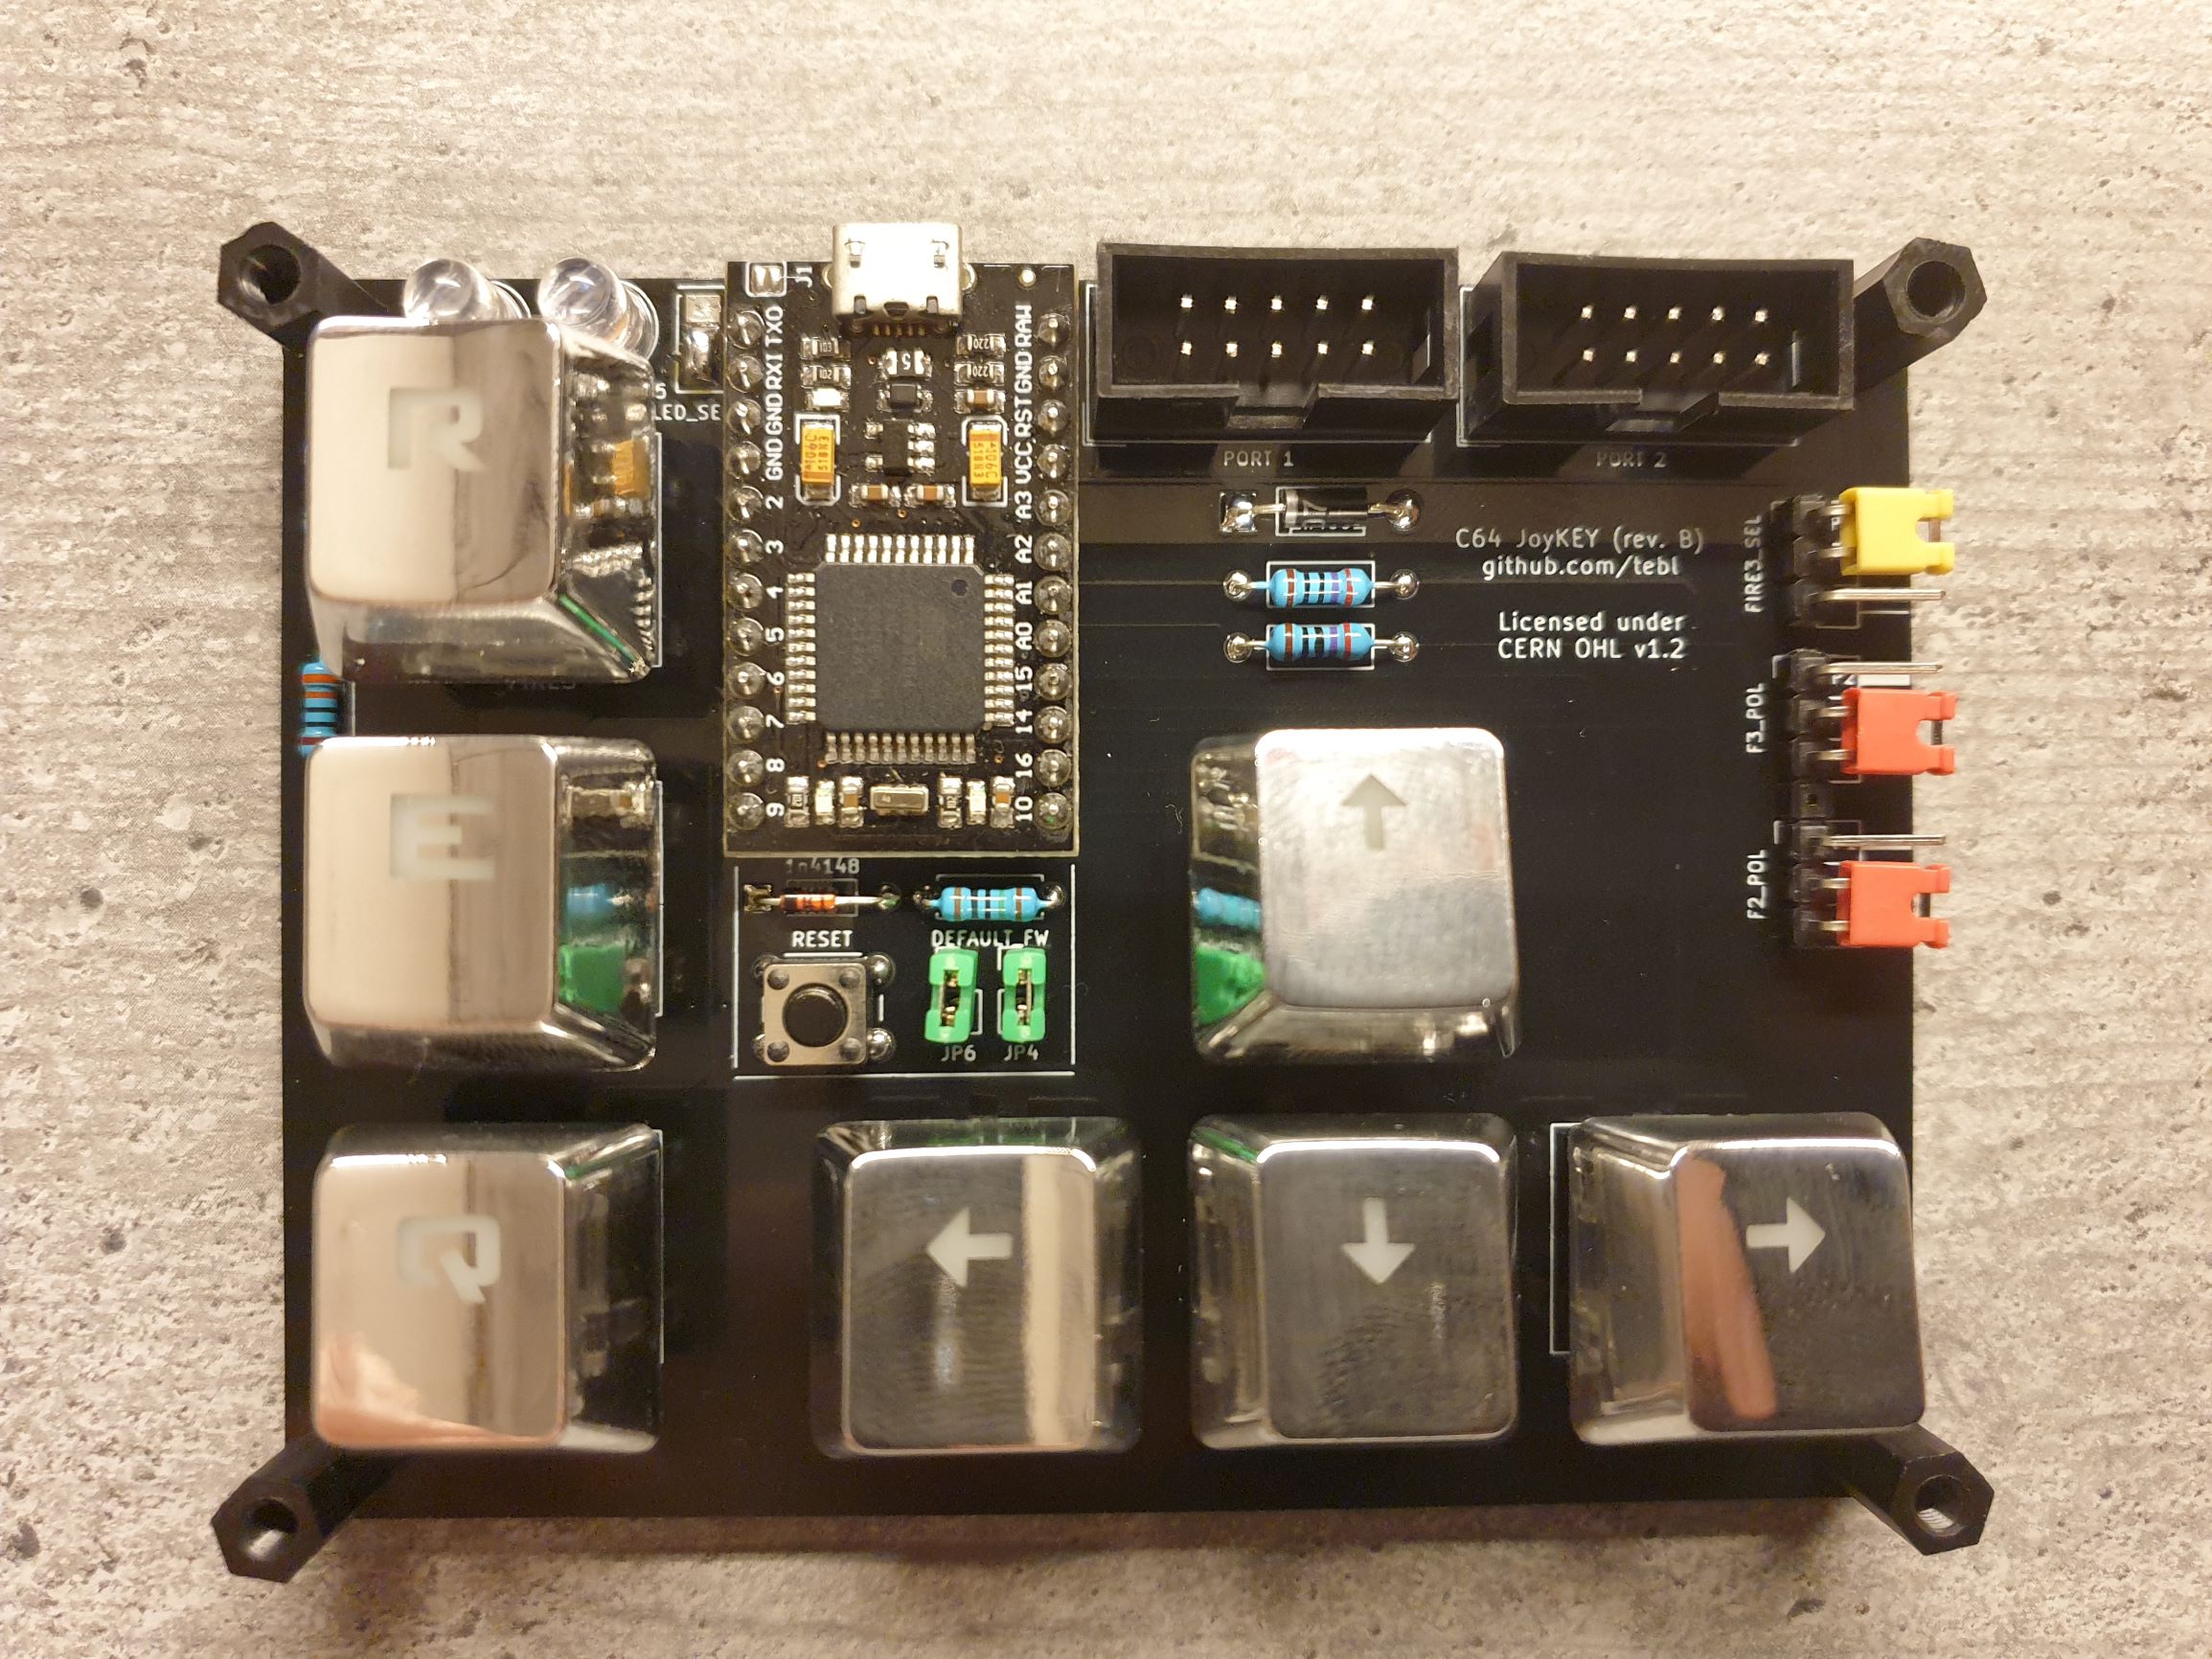 J1
TXO
RXI
GND
GND
2
3
4
5
6
7
8
9
RAW
GND
RST
VCC
A3
A2
A1
A0
15
14
16
10
LED_SE
PORT 1
PORT 2
C64 JoyKEY (rev. B)
github.com/tebl
Licensed under
CERN OHL v1.2
FIRE3_SEL
F3_POL
F2_POL
R
E
Q
1n4148
RESET
DEFAULT_FW
JP6
JP4